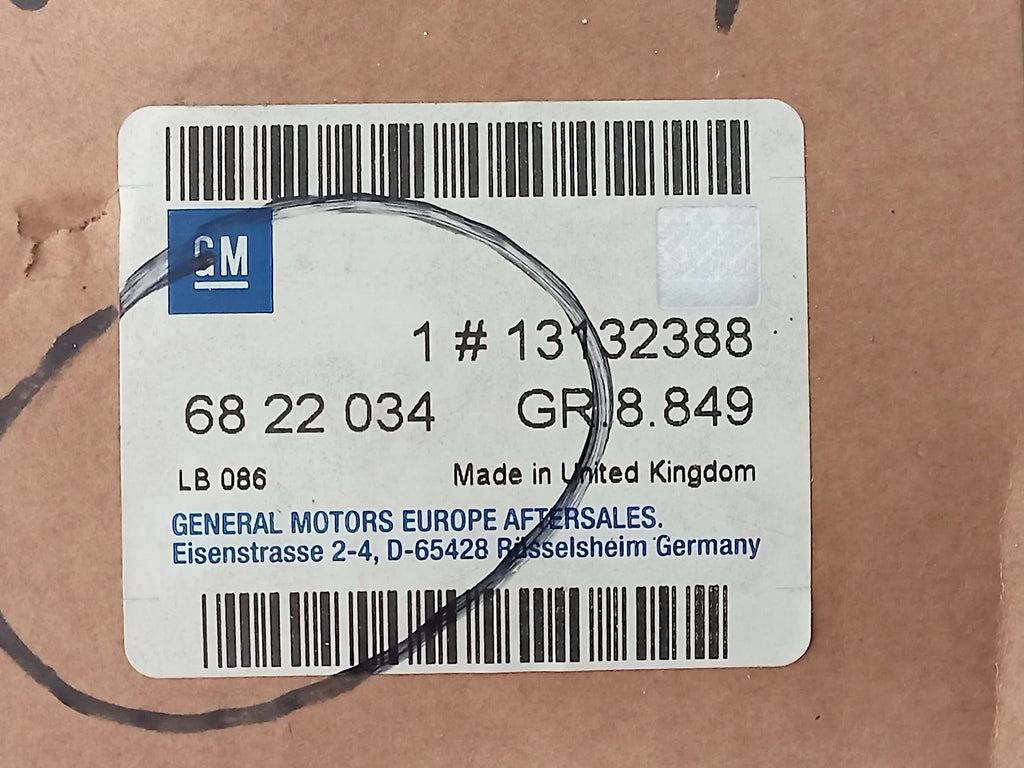 GM
1 # 13132388
68 22 034 GR.8.849
LB 086 Made in United Kingdom
GENERAL MOTORS EUROPE AFTERSALES.
Eisenstrasse 2-4, D-65428 Rüsselsheim Germany